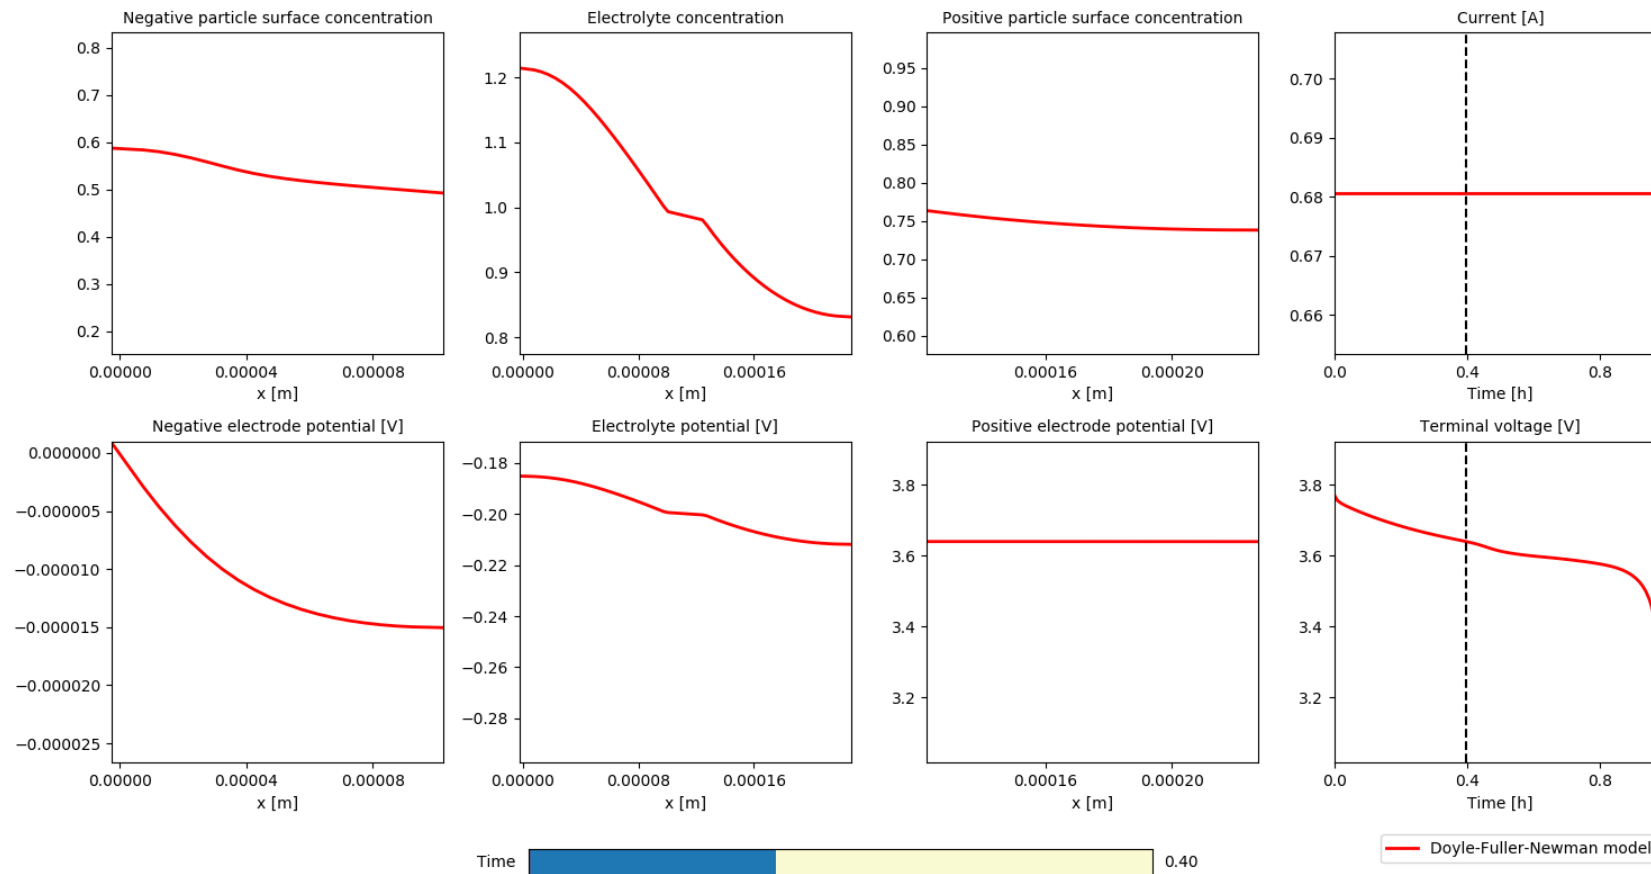 Negative particle surface concentration
0.8
0.7
0.6
0.5
0.4
0.3
0.2
0.00000 0.00004 0.00008
x [m]
Electrolyte concentration
1.2
1.1
1.0
0.9
0.8
0.00000 0.00008 0.00016
x [m]
Positive particle surface concentration
0.95
0.90
0.85
0.80
0.75
0.70
0.65
0.60
0.00016 0.00020
x [m]
Current [A]
0.70
0.69
0.68
0.67
0.66
0.0 0.4 0.8
Time [h]
Negative electrode potential [V]
0.000000
−0.000005
−0.000010
−0.000015
−0.000020
−0.000025
0.00000 0.00004 0.00008
x [m]
Electrolyte potential [V]
−0.18
−0.20
−0.22
−0.24
−0.26
−0.28
0.00000 0.00008 0.00016
x [m]
Positive electrode potential [V]
3.8
3.6
3.4
3.2
0.00016 0.00020
x [m]
Terminal voltage [V]
3.8
3.6
3.4
3.2
0.0 0.4 0.8
Time [h]
Time 0.40
Doyle-Fuller-Newman model